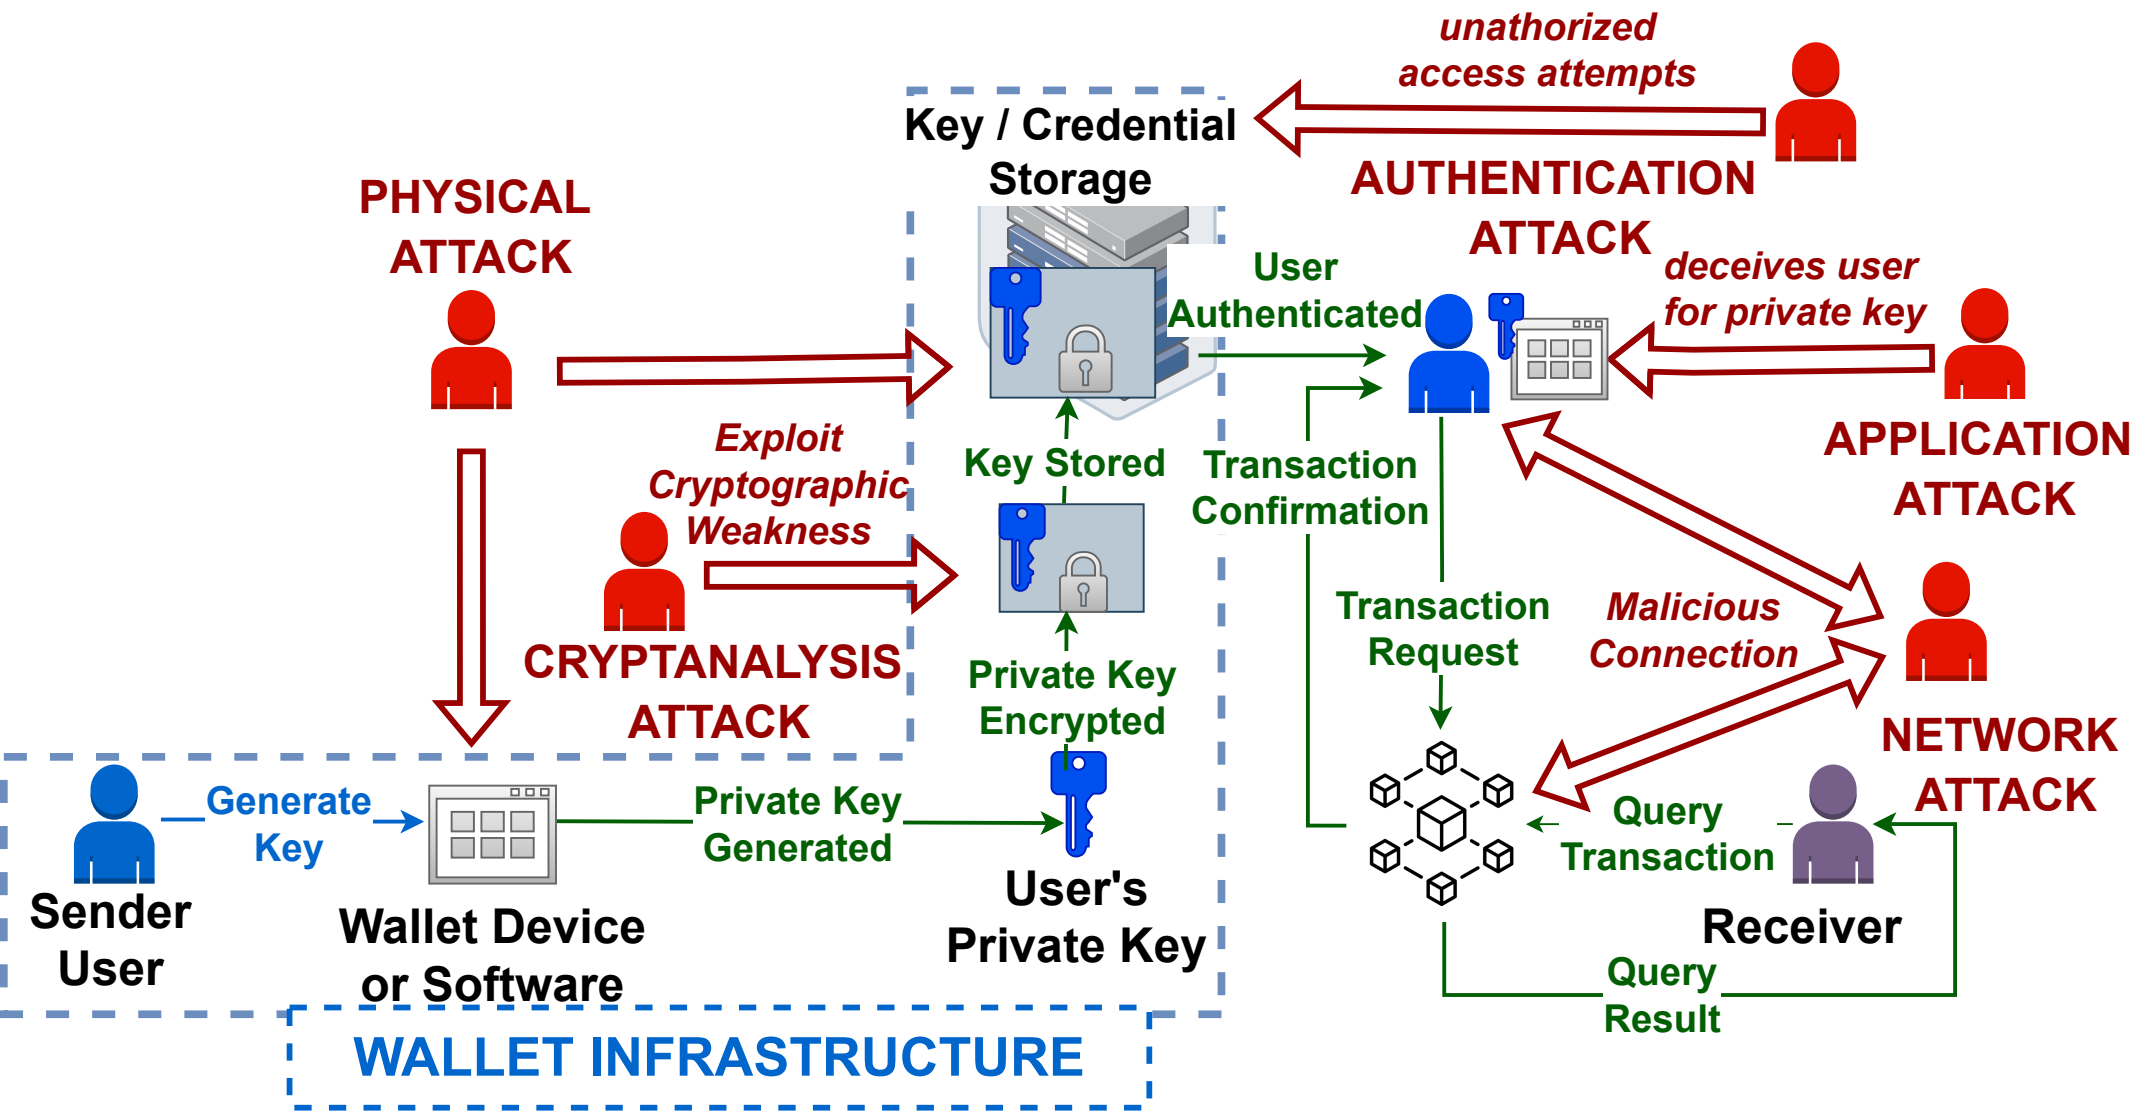 unathorized
access attempts
Key / Credential
Storage
AUTHENTICATION
ATTACK
PHYSICAL
ATTACK
User
Authenticated
deceives user
for private key
Exploit
Cryptographic
Weakness
Key Stored
Transaction
Confirmation
APPLICATION
ATTACK
CRYPTANALYSIS
ATTACK
Private Key
Encrypted
Transaction
Request
Malicious
Connection
NETWORK
ATTACK
Generate
Key
Private Key
Generated
Query
Transaction
Sender
User
Wallet Device
or Software
User's
Private Key
Receiver
Query
Result
WALLET INFRASTRUCTURE